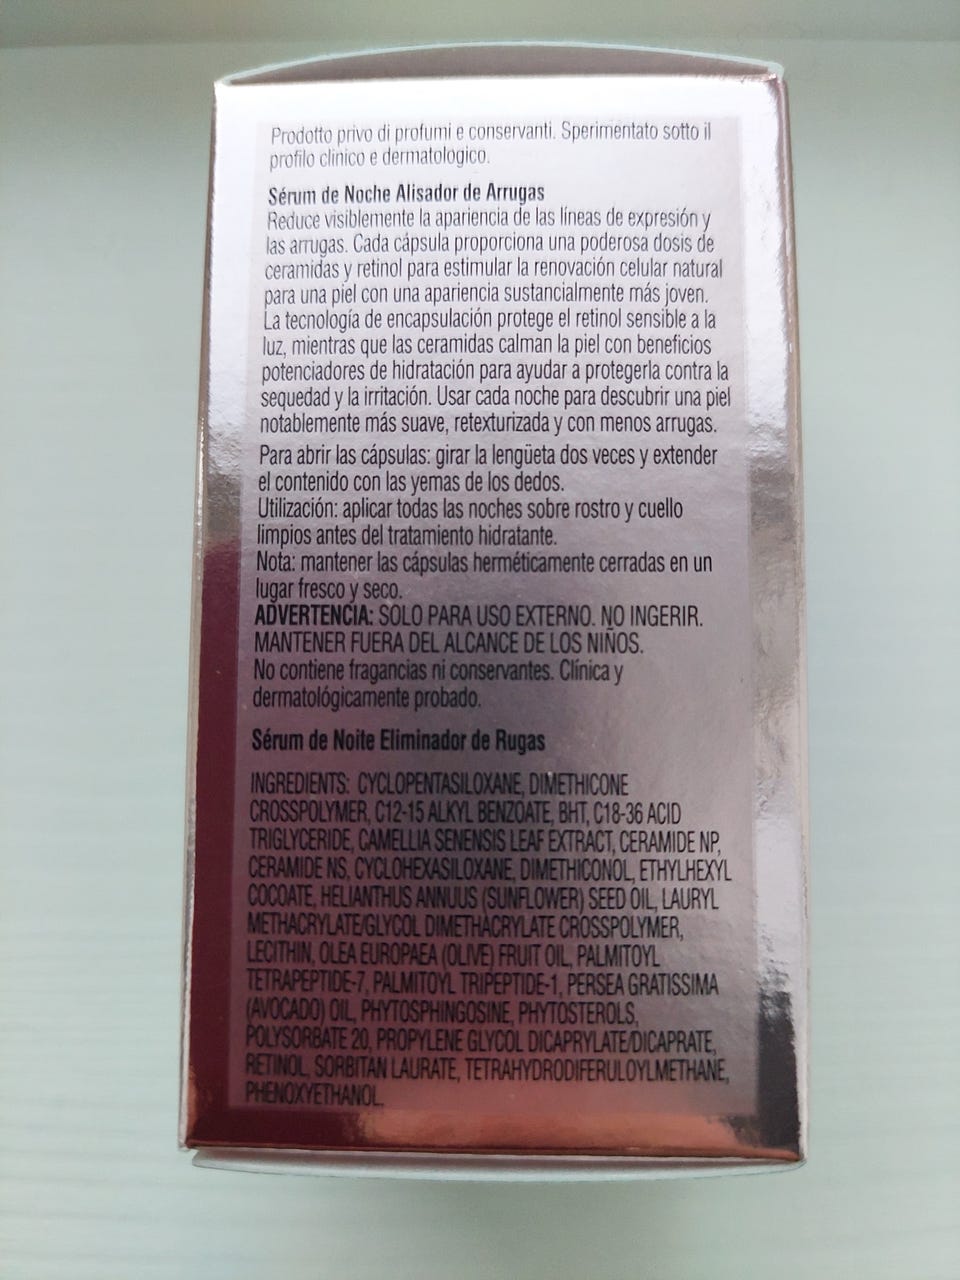 Prodotto privo di profumi e conservanti. Sperimentato sotto il
profilo clinico e dermatologico.
Sérum de Noche Alisador de Arrugas
Reduce visiblemente la apariencia de las líneas de expresión y
las arrugas. Cada cápsula proporciona una poderosa dosis de
ceramidas y retinol para estimular la renovación celular natural
para una piel con una apariencia sustancialmente más joven.
La tecnología de encapsulación protege el retinol sensible a la
luz, mientras que las ceramidas calman la piel con beneficios
potenciadores de hidratación para ayudar a protegerla contra la
sequedad y la irritación. Usar cada noche para descubrir una piel
notablemente más suave, retexturizada y con menos arrugas.
Para abrir las cápsulas: girar la lengüeta dos veces y extender
el contenido con las yemas de los dedos.
Utilización: aplicar todas las noches sobre rostro y cuello
limpios antes del tratamiento hidratante.
Nota: mantener las cápsulas herméticamente cerradas en un
lugar fresco y seco.
ADVERTENCIA: SOLO PARA USO EXTERNO. NO INGERIR.
MANTENER FUERA DEL ALCANCE DE LOS NIÑOS.
No contiene fragancias ni conservantes. Clínica y
dermatológicamente probado.
Sérum de Noite Eliminador de Rugas
INGREDIENTS: CYCLOPENTASILOXANE, DIMETHICONE
CROSSPOLYMER, C12-15 ALKYL BENZOATE, BHT, C18-36 ACID
TRIGLYCERIDE, CAMELLIA SENENSIS LEAF EXTRACT, CERAMIDE NP,
CERAMIDE NS, CYCLOHEXASILOXANE, DIMETHICONOL, ETHYLHEXYL
COCOATE, HELIANTHUS ANNUUS (SUNFLOWER) SEED OIL, LAURYL
METHACRYLATE/GLYCOL DIMETHACRYLATE CROSSPOLYMER,
LECITHIN, OLEA EUROPAEA (OLIVE) FRUIT OIL, PALMITOYL
TETRAPEPTIDE-7, PALMITOYL TRIPEPTIDE-1, PERSEA GRATISSIMA
(AVOCADO) OIL, PHYTOSPHINGOSINE, PHYTOSTEROLS,
POLYSORBATE 20, PROPYLENE GLYCOL DICAPRYLATE/DICAPRATE,
RETINOL, SORBITAN LAURATE, TETRAHYDRODIFERULOYLMETHANE,
PHENOXYETHANOL.